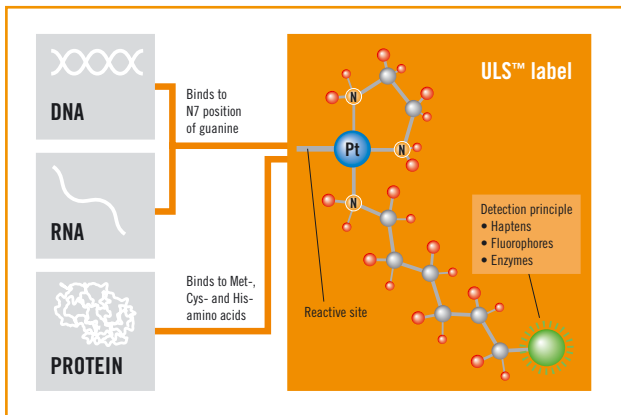 DNA
RNA
PROTEIN
Binds to
N7 position
of guanine
Binds to Met-,
Cys- and His-
amino acids
ULS™ label
N
Pt
N
N
Reactive site
Detection principle
• Haptens
• Fluorophores
• Enzymes